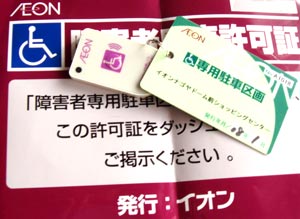 ÆON
障害者
許可証
ÆON
専用駐車区画
イオンナゴヤドーム前ショッピングセンター
「障害者専用駐車区
この許可証をダッシュ
ご掲示ください。
発行：イオン